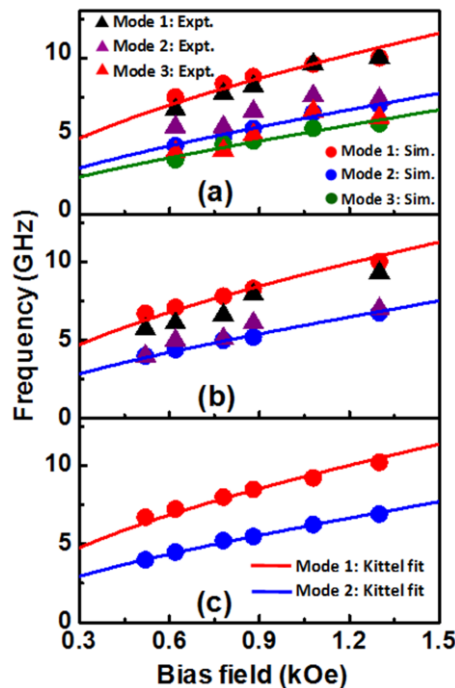 Mode 1: Expt.
Mode 2: Expt.
Mode 3: Expt.
10
5
0
(a)
Mode 1: Sim.
Mode 2: Sim.
Mode 3: Sim.
10
5
0
(b)
Frequency (GHz)
10
5
0
(c)
Mode 1: Kittel fit
Mode 2: Kittel fit
0.3 0.6 0.9 1.2 1.5
Bias field (kOe)